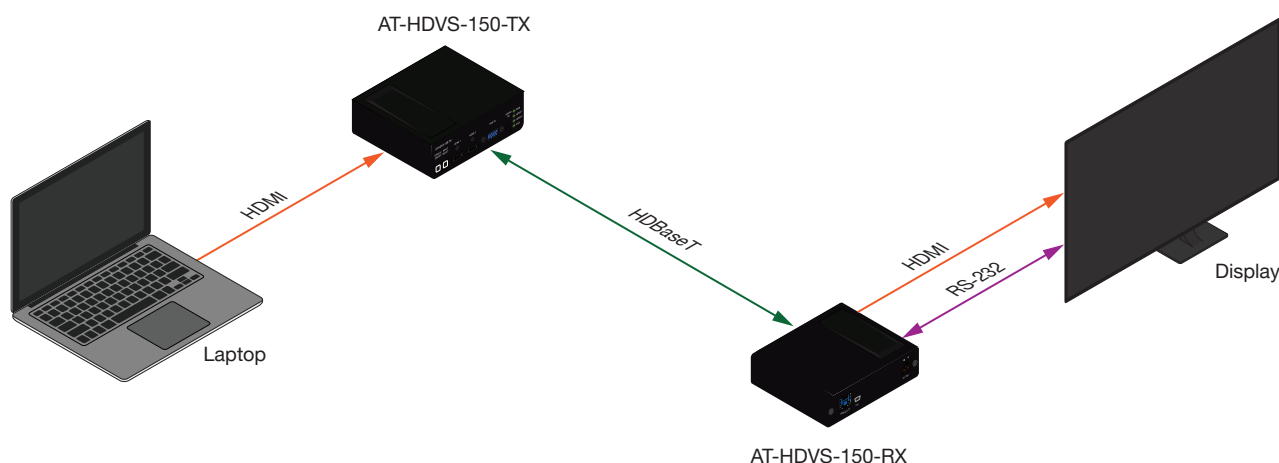 AT-HDVS-150-TX
HDMI
HDBaseT
HDMI
RS-232
Display
Laptop
AT-HDVS-150-RX